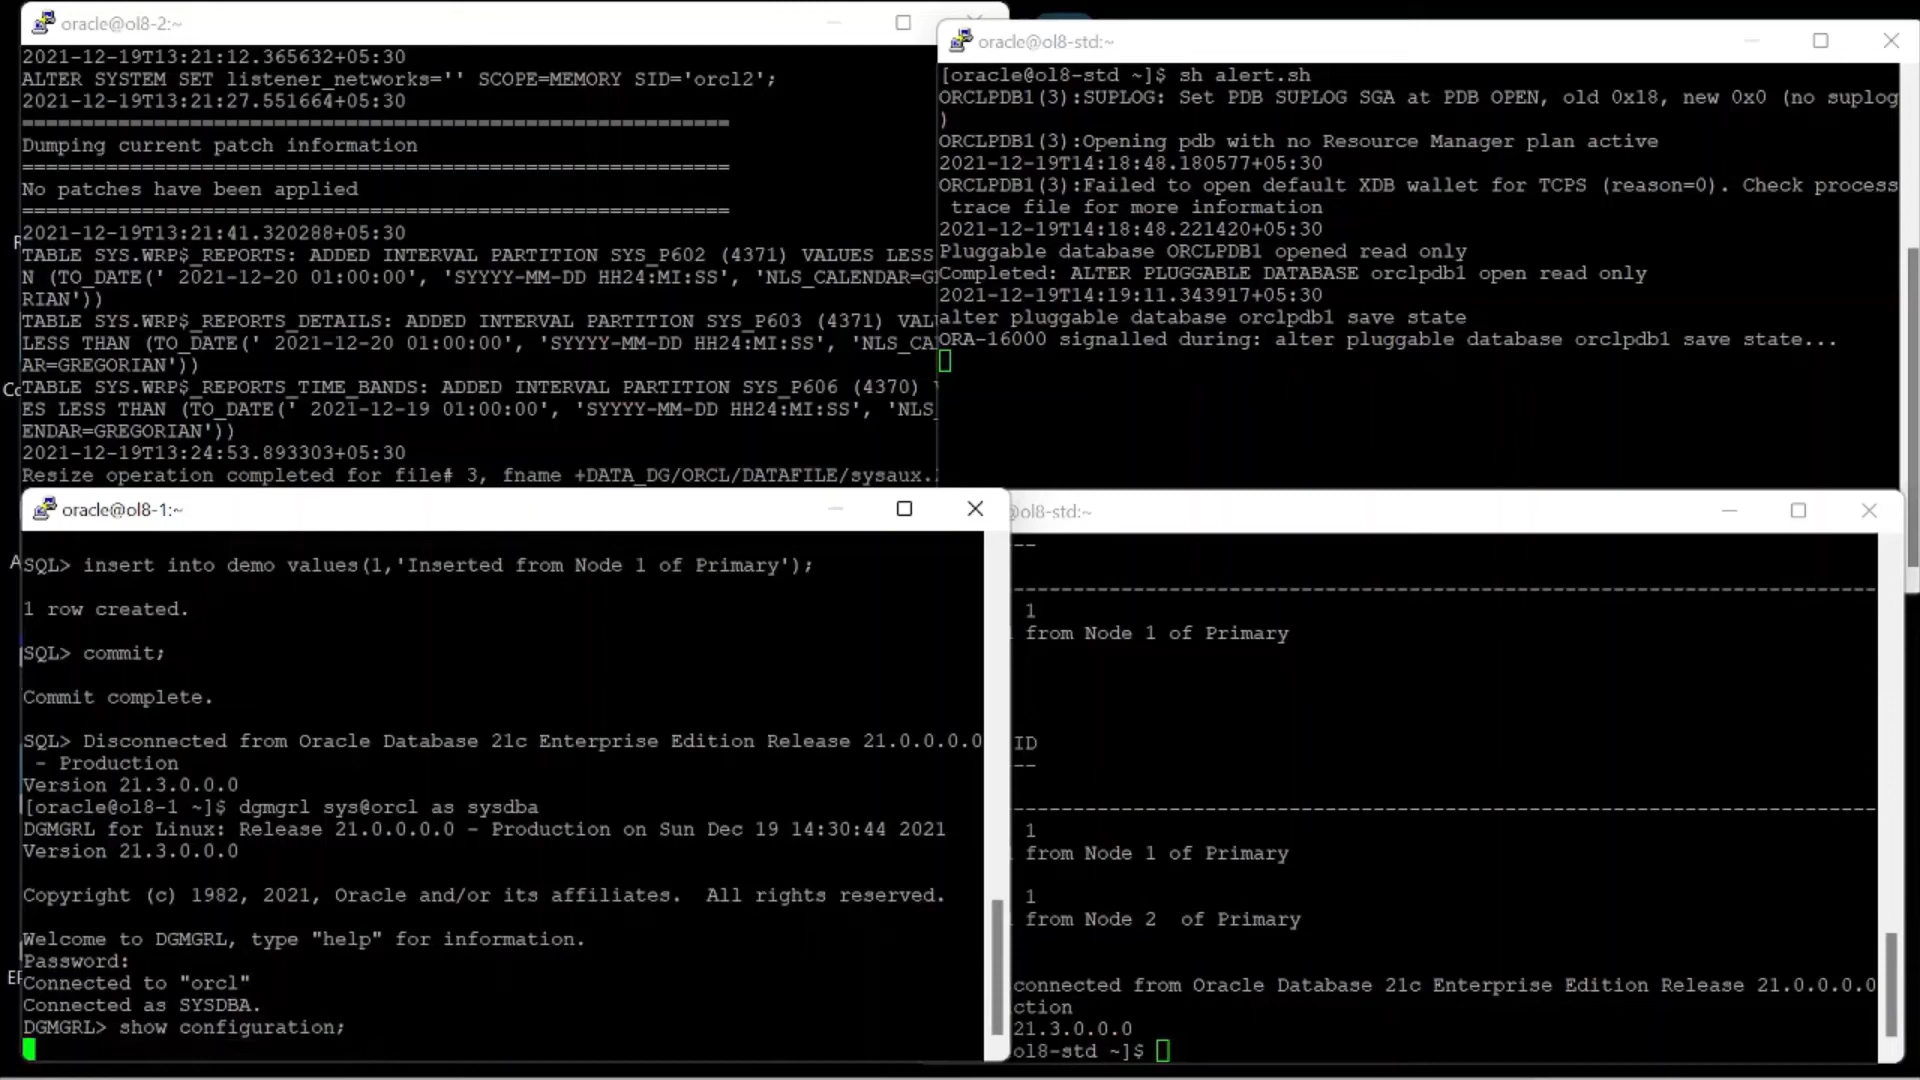 oracle@ol8-2:~
2021-12-19T13:21:12.365632+05:30
ALTER SYSTEM SET listener_networks='' SCOPE=MEMORY SID='orcl2';
2021-12-19T13:21:27.551664+05:30
===========================================================
Dumping current patch information
===========================================================
No patches have been applied
===========================================================
2021-12-19T13:21:41.320288+05:30
TABLE SYS.WRP$_REPORTS: ADDED INTERVAL PARTITION SYS_P602 (4371) VALUES LESS
N (TO_DATE(' 2021-12-20 01:00:00', 'SYYYY-MM-DD HH24:MI:SS', 'NLS_CALENDAR=G
RIAN'))
TABLE SYS.WRP$_REPORTS_DETAILS: ADDED INTERVAL PARTITION SYS_P603 (4371) VAL
LESS THAN (TO_DATE(' 2021-12-20 01:00:00', 'SYYYY-MM-DD HH24:MI:SS', 'NLS_CA
AR=GREGORIAN'))
TABLE SYS.WRP$_REPORTS_TIME_BANDS: ADDED INTERVAL PARTITION SYS_P606 (4370)
ES LESS THAN (TO_DATE(' 2021-12-19 01:00:00', 'SYYYY-MM-DD HH24:MI:SS', 'NLS_
ENDAR=GREGORIAN'))
2021-12-19T13:24:53.893303+05:30
Resize operation completed for file# 3, fname +DATA_DG/ORCL/DATAFILE/sysaux.
oracle@ol8-std:~
[oracle@ol8-std ~]$ sh alert.sh
ORCLPDB1(3):SUPLOG: Set PDB SUPLOG SGA at PDB OPEN, old 0x18, new 0x0 (no suplog
)
ORCLPDB1(3):Opening pdb with no Resource Manager plan active
2021-12-19T14:18:48.180577+05:30
ORCLPDB1(3):Failed to open default XDB wallet for TCPS (reason=0). Check process
trace file for more information
2021-12-19T14:18:48.221420+05:30
Pluggable database ORCLPDB1 opened read only
Completed: ALTER PLUGGABLE DATABASE orclpdb1 open read only
2021-12-19T14:19:11.343917+05:30
alter pluggable database orclpdb1 save state
ORA-16000 signalled during: alter pluggable database orclpdb1 save state...
oracle@ol8-1:~
SQL> insert into demo values(1,'Inserted from Node 1 of Primary');
1 row created.
SQL> commit;
Commit complete.
SQL> Disconnected from Oracle Database 21c Enterprise Edition Release 21.0.0.0.0
- Production
Version 21.3.0.0.0
[oracle@ol8-1 ~]$ dgmgrl sys@orcl as sysdba
DGMGRL for Linux: Release 21.0.0.0.0 - Production on Sun Dec 19 14:30:44 2021
Version 21.3.0.0.0
Copyright (c) 1982, 2021, Oracle and/or its affiliates.  All rights reserved.
Welcome to DGMGRL, type "help" for information.
Password:
Connected to "orcl"
Connected as SYSDBA.
DGMGRL> show configuration;
@ol8-std:~
--
--------------------------------------------------------------------------------
1
from Node 1 of Primary
ID
--
--------------------------------------------------------------------------------
1
from Node 1 of Primary
1
from Node 2  of Primary
connected from Oracle Database 21c Enterprise Edition Release 21.0.0.0.0
ction
21.3.0.0.0
ol8-std ~]$